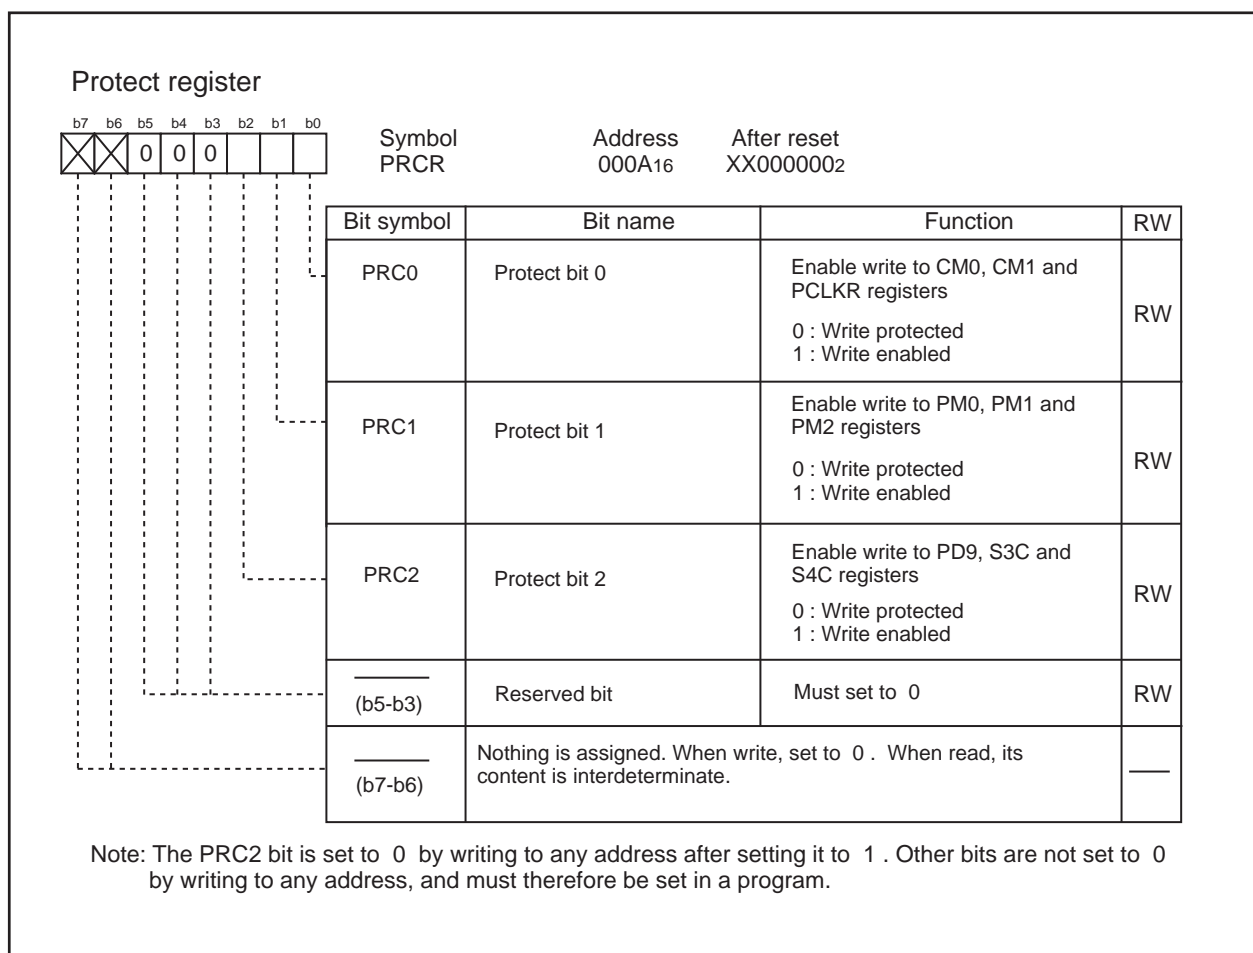 Protect register
b7 b6 b5 b4 b3 b2 b1 b0
0 0 0
Symbol Address After reset
PRCR 000A16 XX0000002
Bit symbol Bit name Function RW
PRC0 Protect bit 0 Enable write to CM0, CM1 and
PCLKR registers
0 : Write protected
1 : Write enabled
RW
PRC1 Protect bit 1 Enable write to PM0, PM1 and
PM2 registers
0 : Write protected
1 : Write enabled
RW
PRC2 Protect bit 2 Enable write to PD9, S3C and
S4C registers
0 : Write protected
1 : Write enabled
RW
(b5-b3) Reserved bit Must set to 0 RW
(b7-b6) Nothing is assigned. When write, set to 0 . When read, its
content is interdeterminate.
Note: The PRC2 bit is set to 0 by writing to any address after setting it to 1 . Other bits are not set to 0
by writing to any address, and must therefore be set in a program.